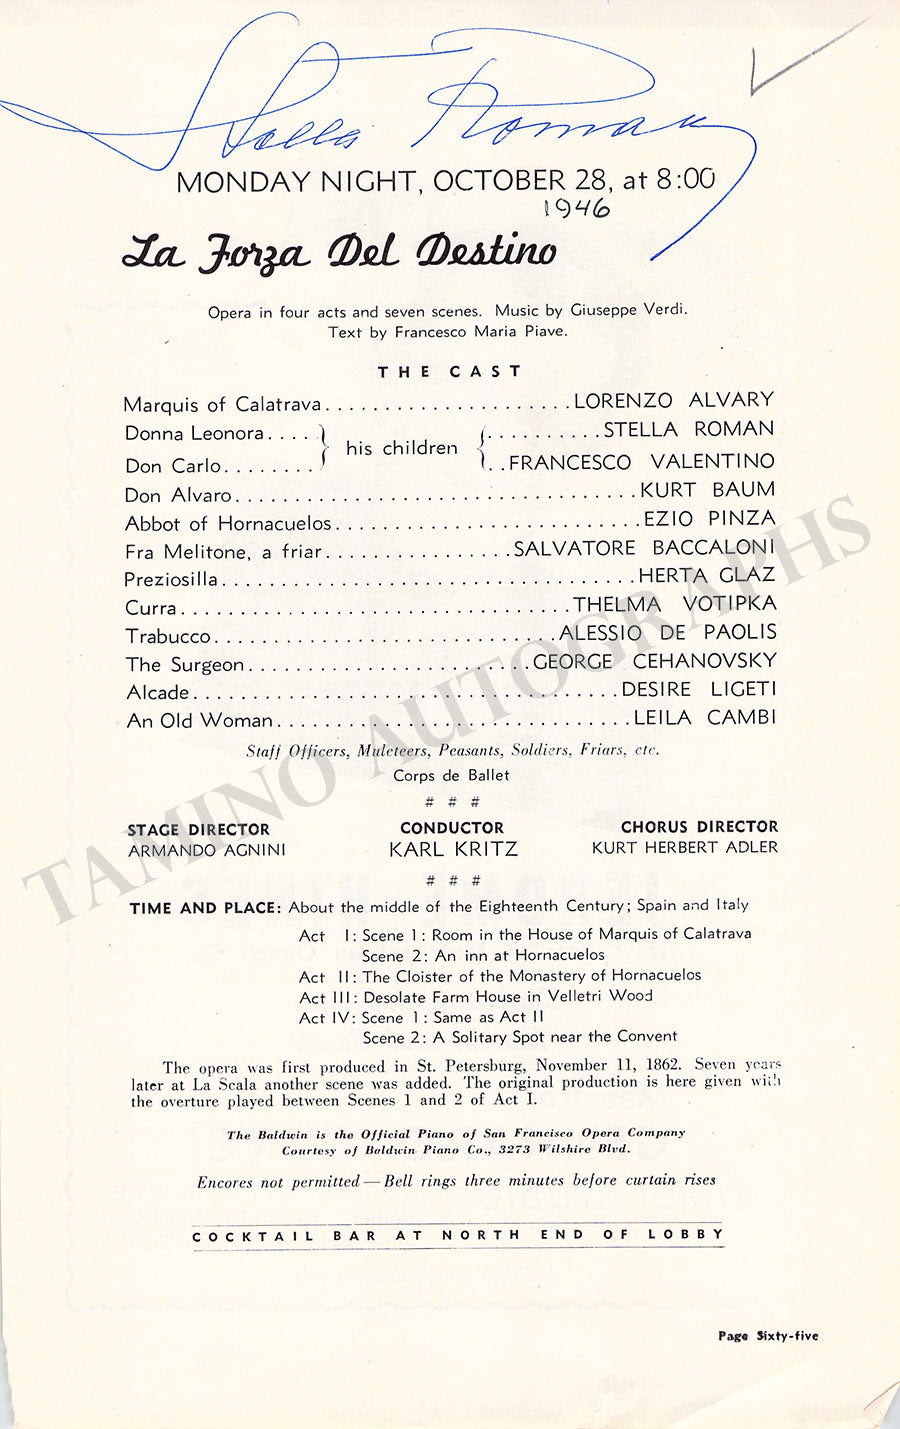 Stella Roman
MONDAY NIGHT, OCTOBER 28, at 8:00
1946
La Forza Del Destino
Opera in four acts and seven scenes. Music by Giuseppe Verdi.
Text by Francesco Maria Piave.
THE CAST
Marquis of Calatrava......................LORENZO ALVARY
Donna Leonora.... } his children { ..........STELLA ROMAN
Don Carlo........ } his children { ..FRANCESCO VALENTINO
Don Alvaro....................................KURT BAUM
Abbot of Hornacuelos...........................EZIO PINZA
Fra Melitone, a friar................SALVATORE BACCALONI
Preziosilla.....................................HERTA GLAZ
Curra...................................THELMA VOTIPKA
Trabucco...............................ALESSIO DE PAOLIS
The Surgeon.........................GEORGE CEHANOVSKY
Alcade......................................DESIRE LIGETI
An Old Woman................................LEILA CAMBI
Staff Officers, Muleteers, Peasants, Soldiers, Friars, etc.
Corps de Ballet
# # #
STAGE DIRECTOR CONDUCTOR CHORUS DIRECTOR
ARMANDO AGNINI KARL KRITZ KURT HERBERT ADLER
# # #
TIME AND PLACE: About the middle of the Eighteenth Century; Spain and Italy
Act I: Scene 1: Room in the House of Marquis of Calatrava
Scene 2: An inn at Hornacuelos
Act II: The Cloister of the Monastery of Hornacuelos
Act III: Desolate Farm House in Velletri Wood
Act IV: Scene 1: Same as Act II
Scene 2: A Solitary Spot near the Convent
The opera was first produced in St. Petersburg, November 11, 1862. Seven years
later at La Scala another scene was added. The original production is here given with
the overture played between Scenes 1 and 2 of Act I.
The Baldwin is the Official Piano of San Francisco Opera Company
Courtesy of Baldwin Piano Co., 3273 Wilshire Blvd.
Encores not permitted—Bell rings three minutes before curtain rises
COCKTAIL BAR AT NORTH END OF LOBBY
Page Sixty-five
TAMINO AUTOGRAPHS